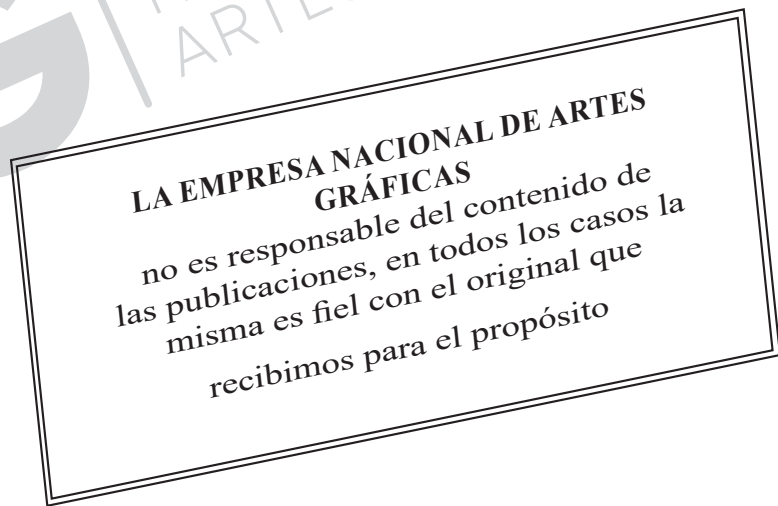 ARTE
LA EMPRESA NACIONAL DE ARTES
GRÁFICAS
no es responsable del contenido de
las publicaciones, en todos los casos la
misma es fiel con el original que
recibimos para el propósito